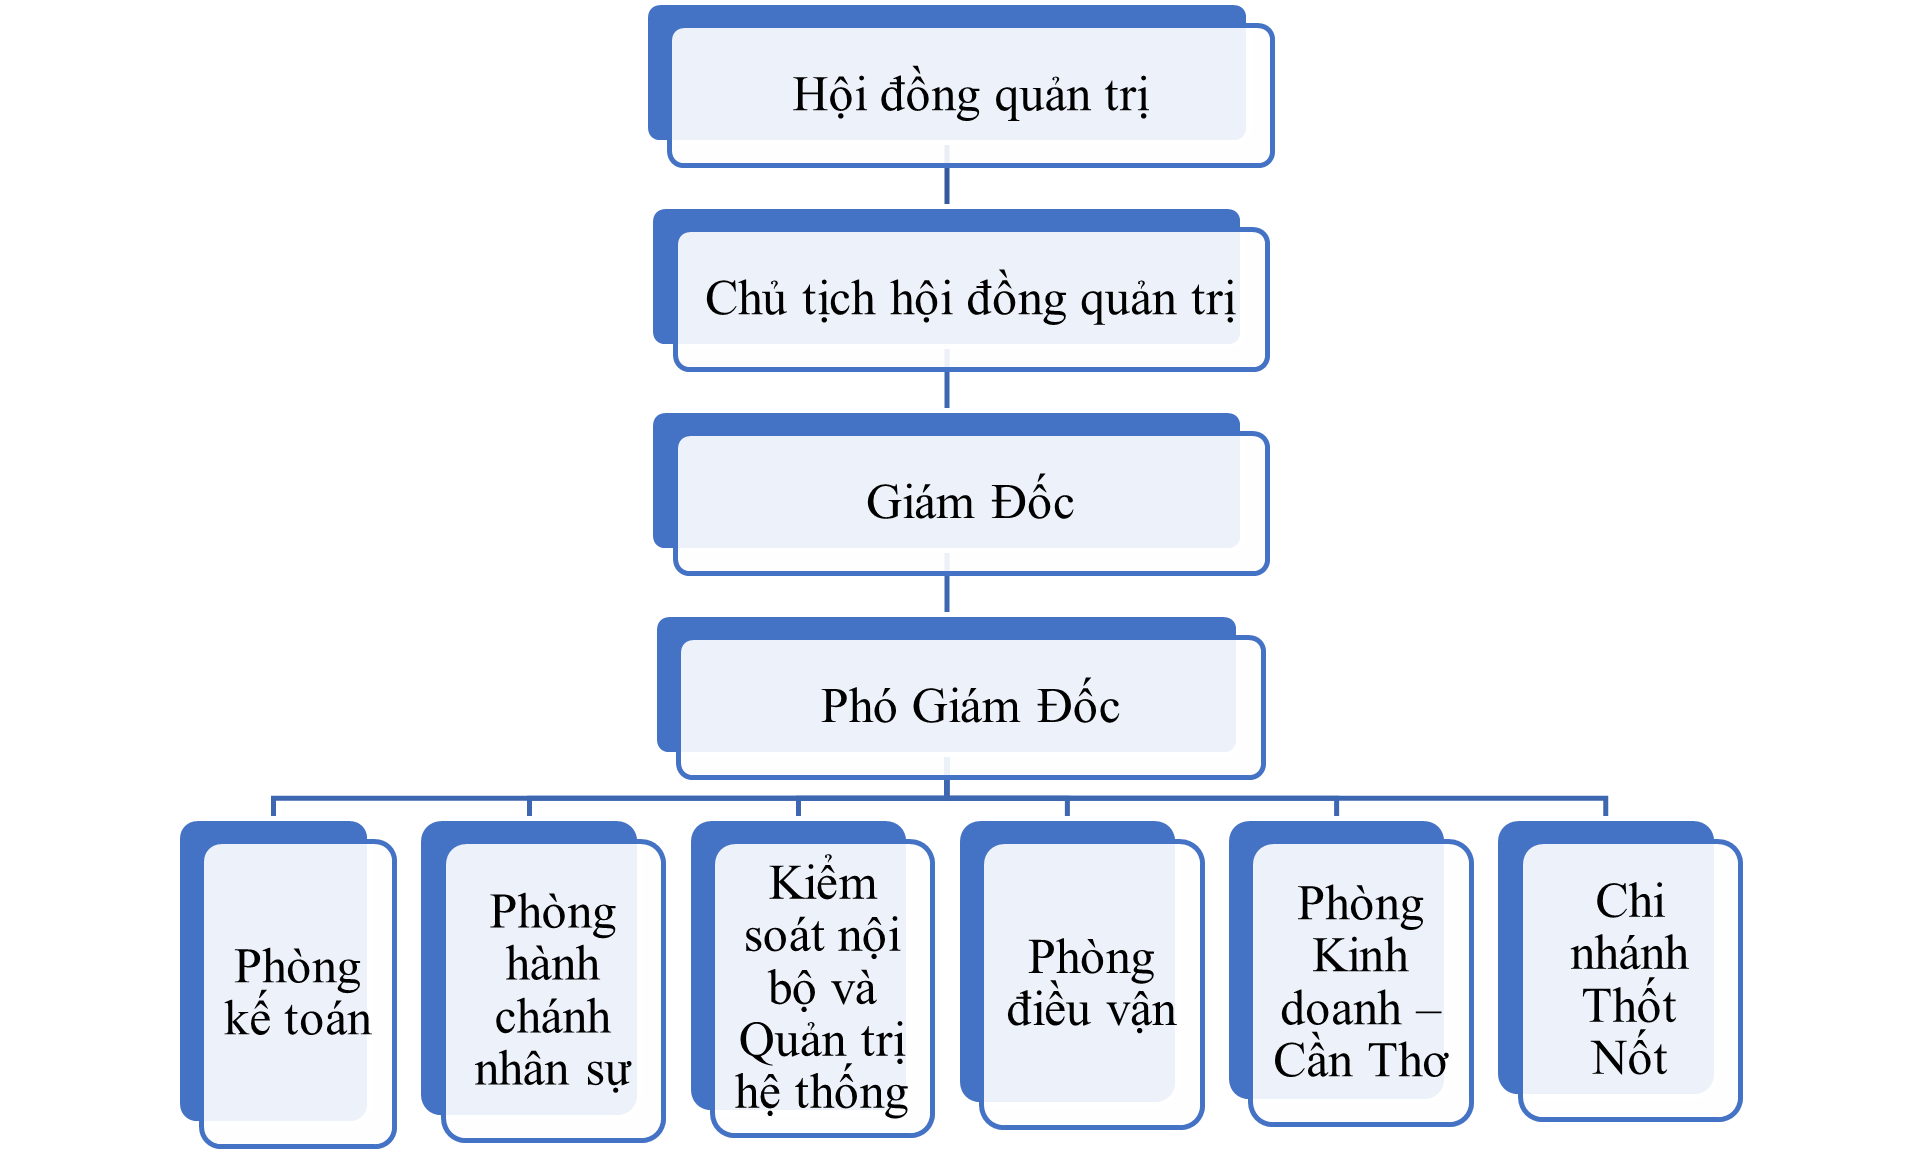 Hội đồng quản trị
Chủ tịch hội đồng quản trị
Giám Đốc
Phó Giám Đốc
Phòng
kế toán
Phòng
hành
chánh
nhân sự
Kiểm
soát nội
bộ và
Quản trị
hệ thống
Phòng
điều vận
Phòng
Kinh
doanh –
Cần Thơ
Chi
nhánh
Thốt
Nốt